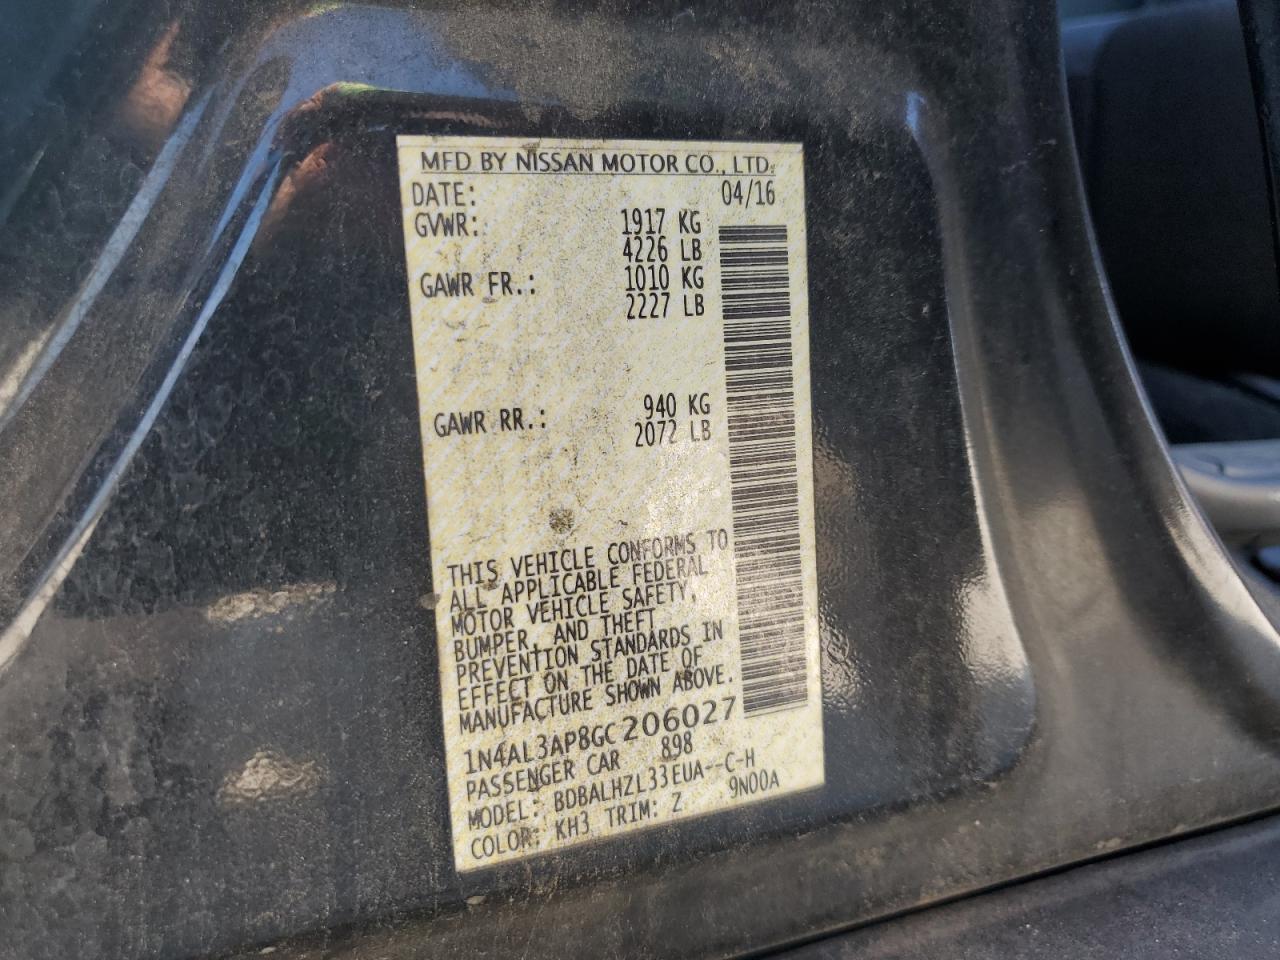 MFD BY NISSAN MOTOR CO., LTD.
DATE: 04/16
GVWR: 1917 KG
4226 LB
GAWR FR.: 1010 KG
2227 LB
GAWR RR.: 940 KG
2072 LB
THIS VEHICLE CONFORMS TO
ALL APPLICABLE FEDERAL
MOTOR VEHICLE SAFETY,
BUMPER, AND THEFT
PREVENTION STANDARDS IN
EFFECT ON THE DATE OF
MANUFACTURE SHOWN ABOVE.
1N4AL3AP8GC206027
PASSENGER CAR 898
MODEL: BDBALHZL33EUA--C-H
COLOR: KH3 TRIM: Z 9N00A